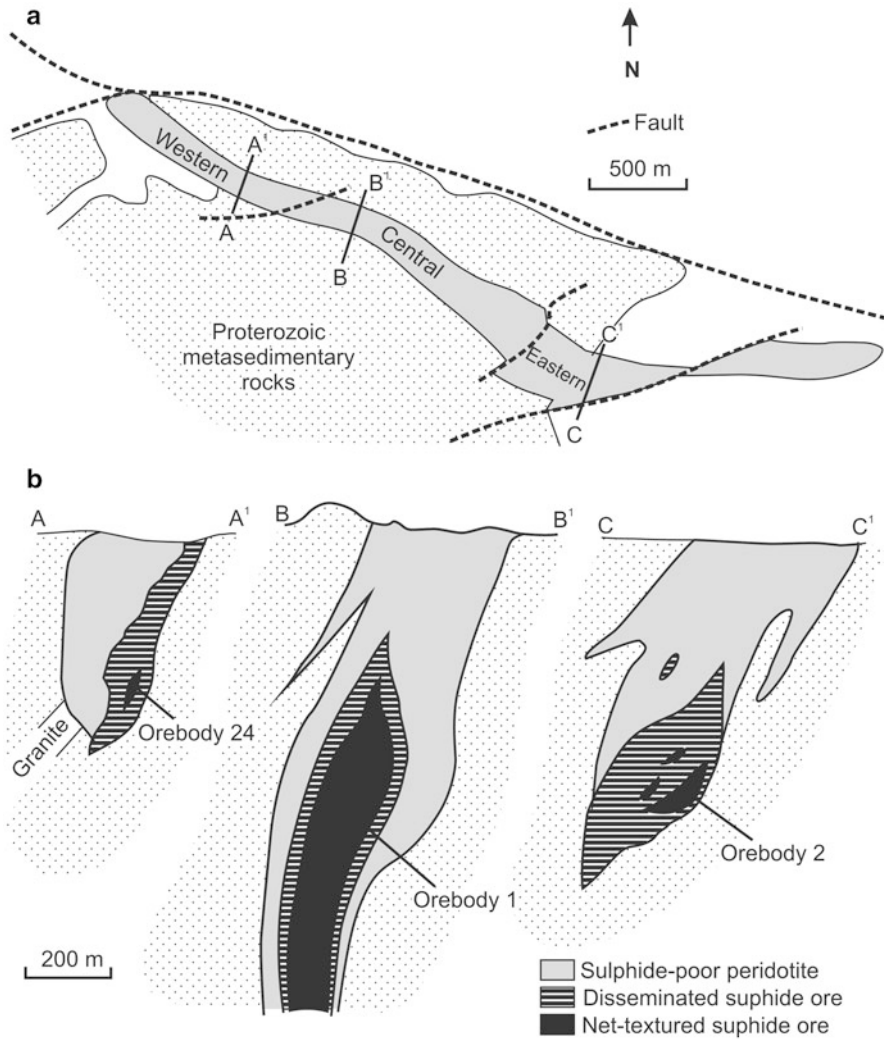 a
N
Fault
500 m
Western
A¹
A
B¹
B
Central
Eastern
C¹
C
Proterozoic
metasedimentary
rocks
b
A
A¹
B
B¹
C
C¹
Granite
Orebody 24
Orebody 1
Orebody 2
200 m
Sulphide-poor peridotite
Disseminated suphide ore
Net-textured suphide ore